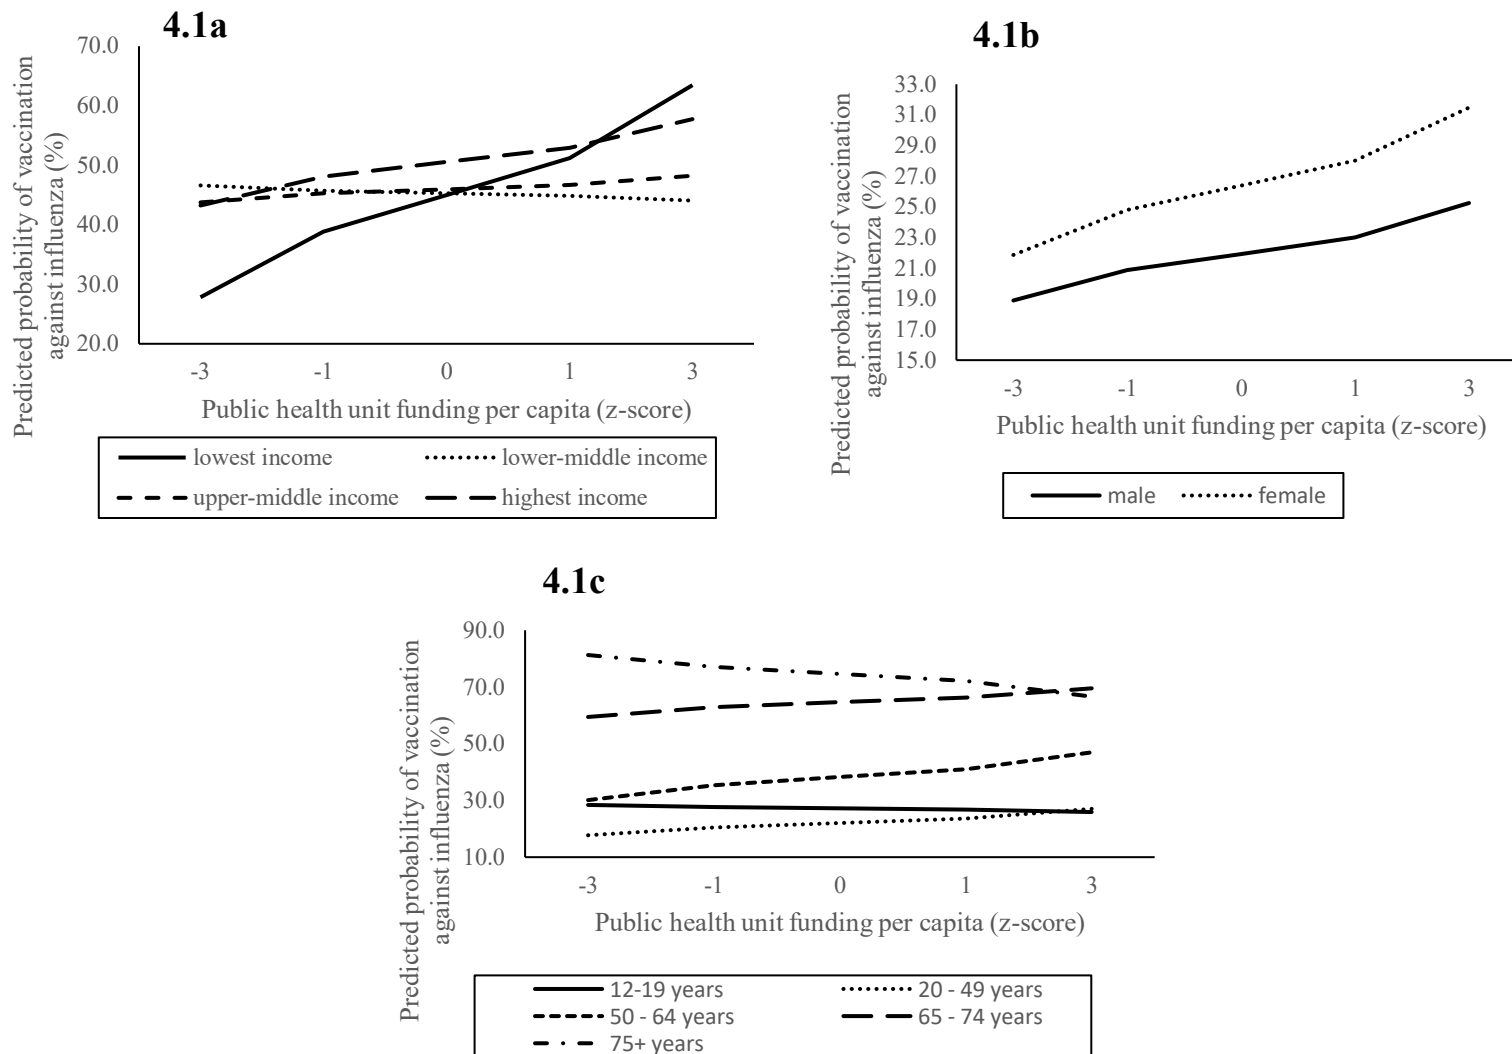 4.1a
Predicted probability of vaccination
against influenza (%)
70.0
60.0
50.0
40.0
30.0
20.0
-3 -1 0 1 3
Public health unit funding per capita (z-score)
lowest income lower-middle income
upper-middle income highest income
4.1b
Predicted probability of vaccination
against influenza (%)
33.0
31.0
29.0
27.0
25.0
23.0
21.0
19.0
17.0
15.0
-3 -1 0 1 3
Public health unit funding per capita (z-score)
male female
4.1c
Predicted probability of vaccination
against influenza (%)
90.0
70.0
50.0
30.0
10.0
-3 -1 0 1 3
Public health unit funding per capita (z-score)
12-19 years 20 - 49 years
50 - 64 years 65 - 74 years
75+ years